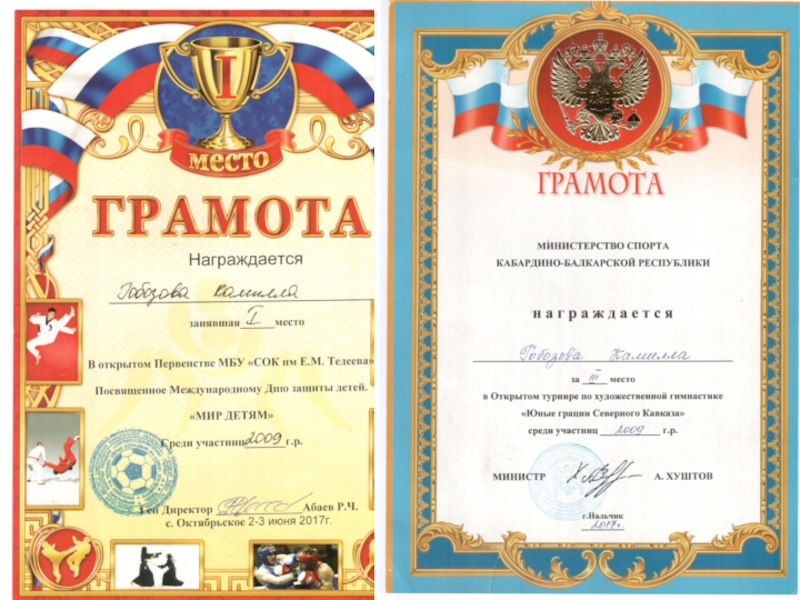 I
место
ГРАМОТА
Награждается
Гобозова Камилла
занявшая I место
В открытом Первенстве МБУ «СОК им Е.М. Тедеева»
Посвященное Международному Дню защиты детей.
«МИР ДЕТЯМ»
Среди участниц 2009 г.р.
Ген Директор Абаев Р.Ч.
с. Октябрьское 2-3 июня 2017г.
ГРАМОТА
МИНИСТЕРСТВО СПОРТА
КАБАРДИНО-БАЛКАРСКОЙ РЕСПУБЛИКИ
награждается
Гобозова Камилла
за III место
в Открытом турнире по художественной гимнастике
«Юные грации Северного Кавказа»
среди участниц 2009 г.р.
МИНИСТР А. ХУШТОВ
г.Нальчик
2017г.